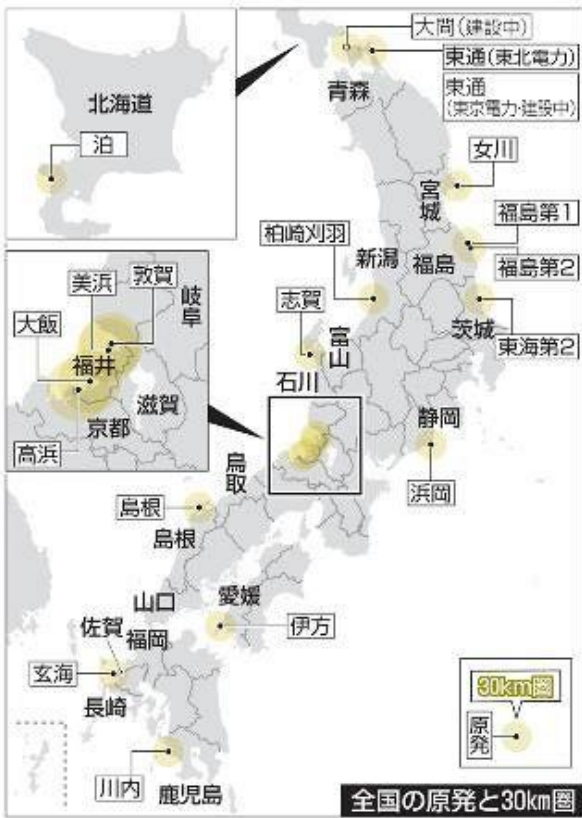 大間(建設中)
東通(東北電力)
東通
(東京電力・建設中)
青森
北海道
泊
女川
宮城
福島第1
福島第2
福島
新潟
柏崎刈羽
茨城
東海第2
志賀
富山
石川
美浜
敦賀
岐阜
大飯
福井
滋賀
京都
高浜
静岡
浜岡
鳥取
島根
島根
山口
愛媛
伊方
佐賀
福岡
玄海
長崎
川内
鹿児島
30km圏
原発
全国の原発と30km圏